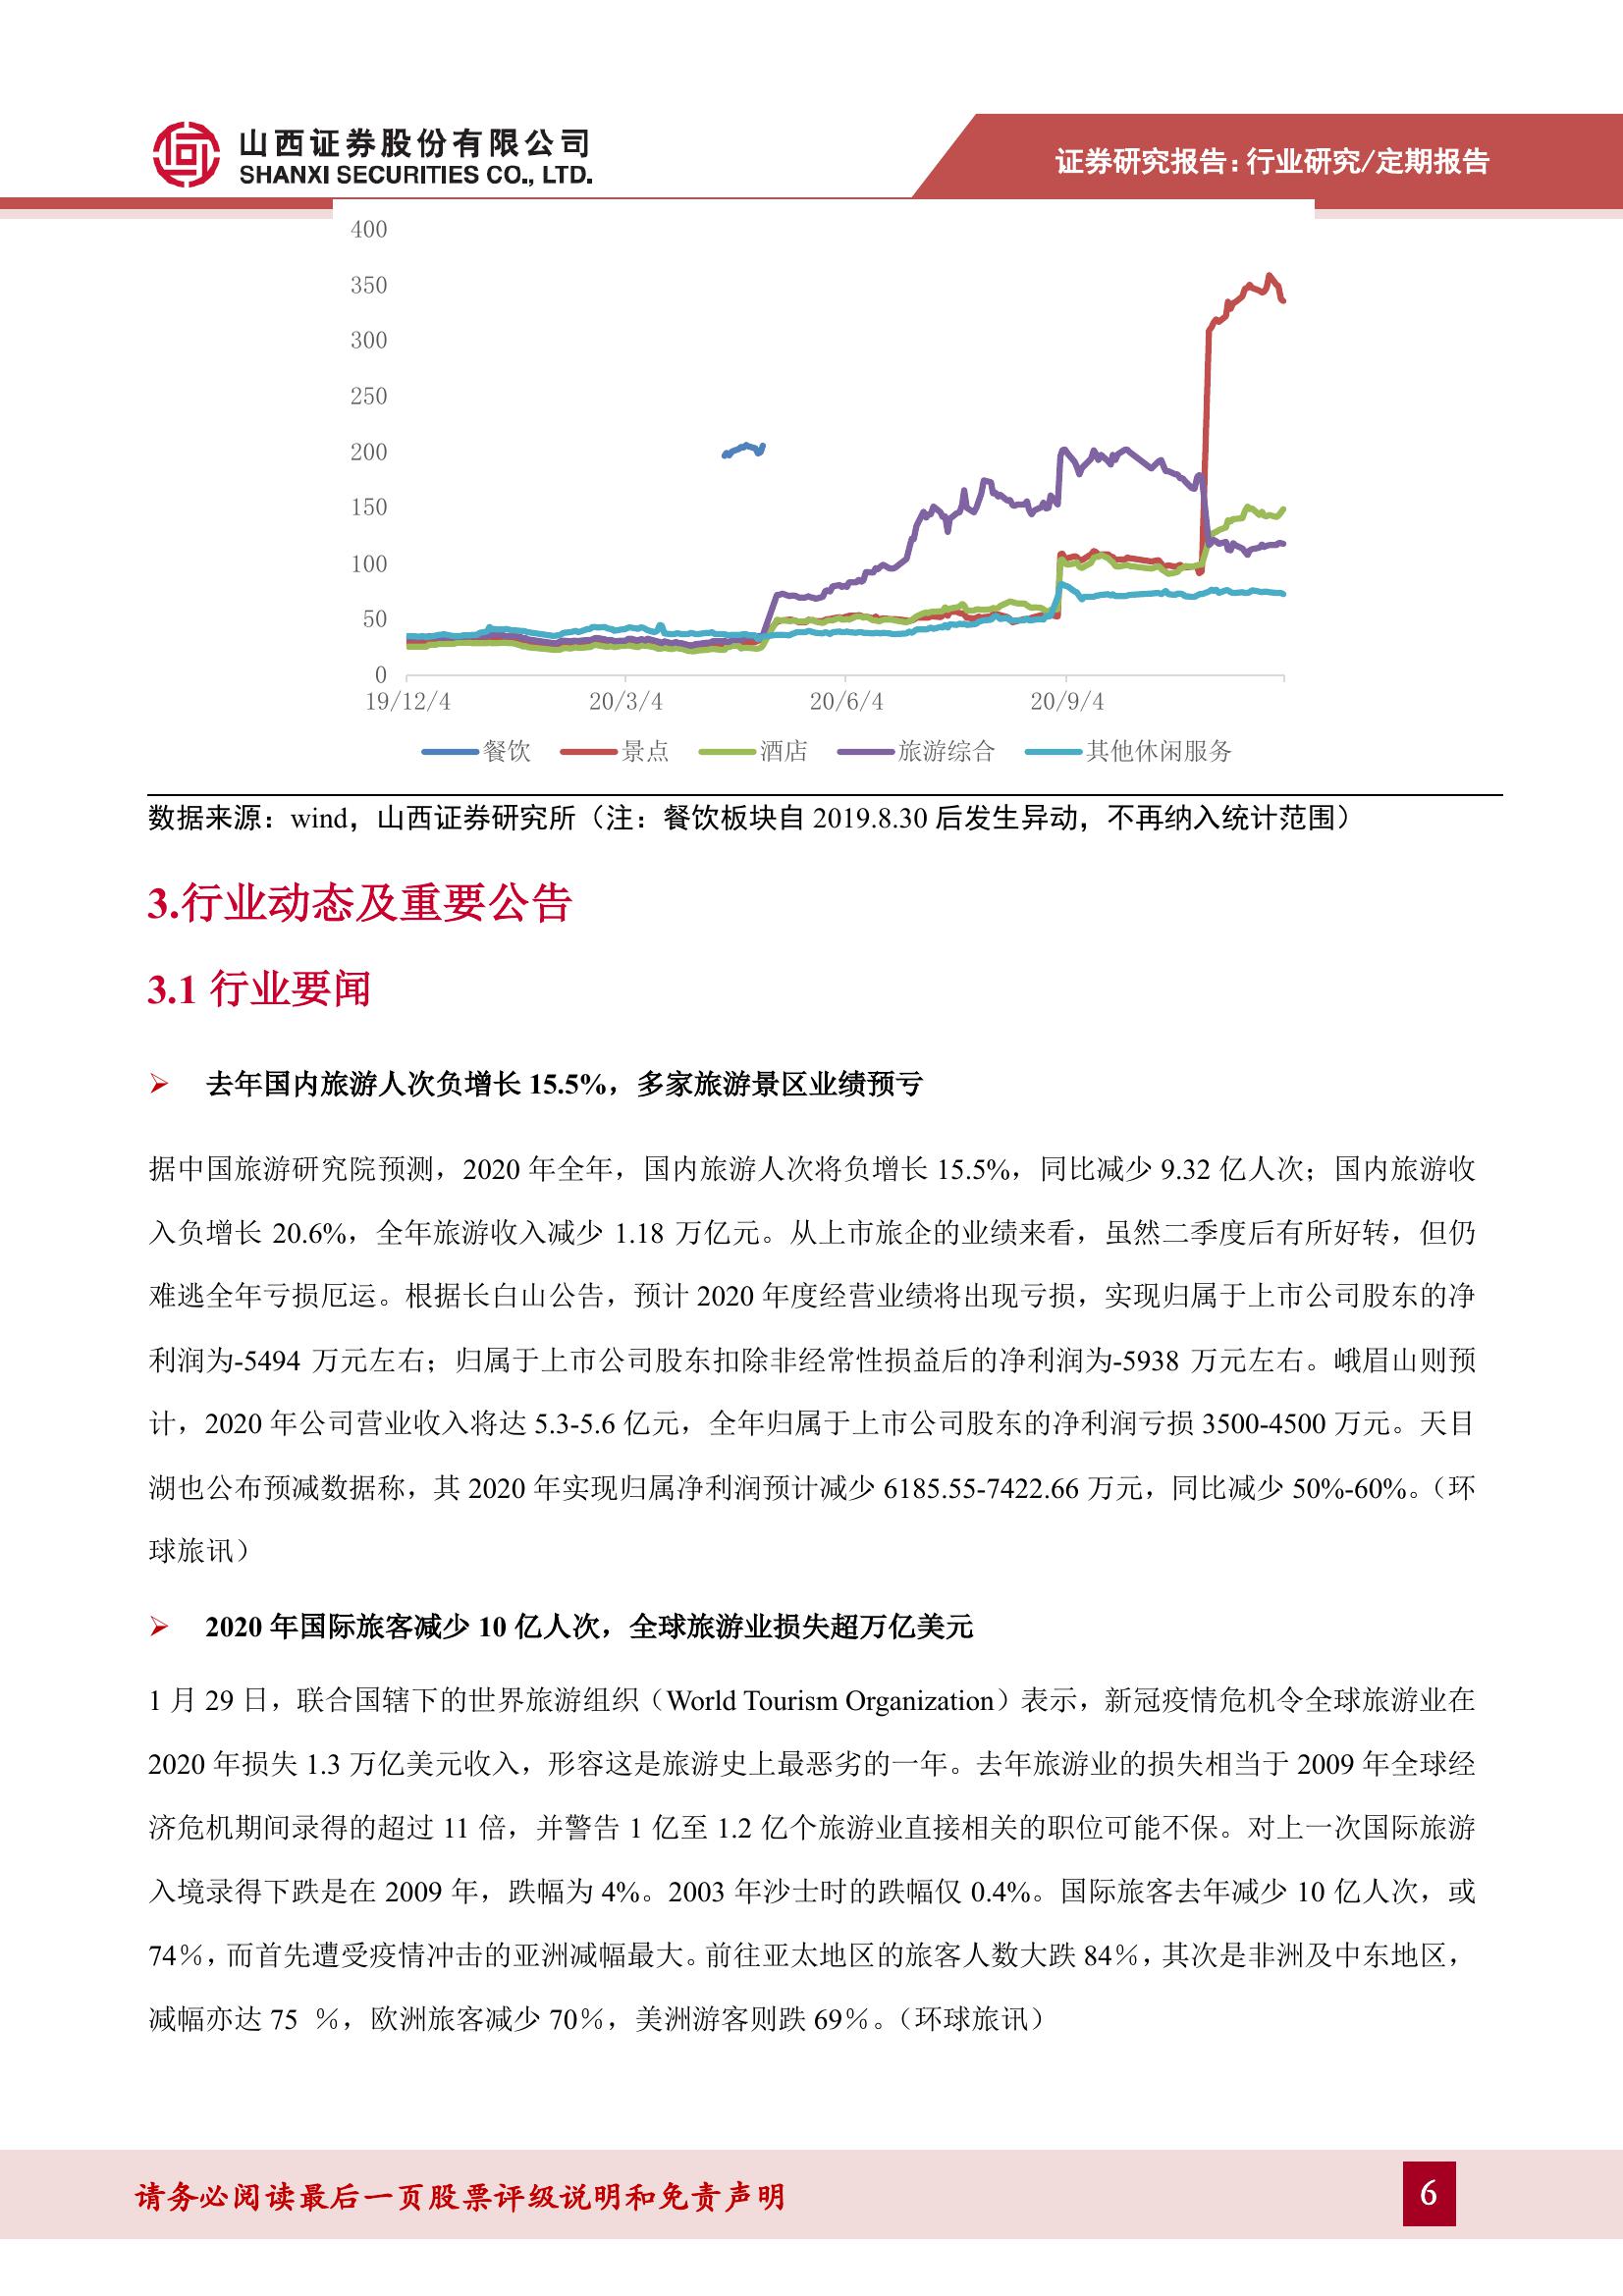 山西证券股份有限公司
SHANXI SECURITIES CO., LTD.
证券研究报告：行业研究/定期报告
400
350
300
250
200
150
100
50
0
19/12/4 20/3/4 20/6/4 20/9/4
餐饮 景点 酒店 旅游综合 其他休闲服务
数据来源：wind，山西证券研究所（注：餐饮板块自 2019.8.30 后发生异动，不再纳入统计范围）
3.行业动态及重要公告
3.1 行业要闻
➢ 去年国内旅游人次负增长 15.5%，多家旅游景区业绩预亏
据中国旅游研究院预测，2020 年全年，国内旅游人次将负增长 15.5%，同比减少 9.32 亿人次；国内旅游收
入负增长 20.6%，全年旅游收入减少 1.18 万亿元。从上市旅企的业绩来看，虽然二季度后有所好转，但仍
难逃全年亏损厄运。根据长白山公告，预计 2020 年度经营业绩将出现亏损，实现归属于上市公司股东的净
利润为-5494 万元左右；归属于上市公司股东扣除非经常性损益后的净利润为-5938 万元左右。峨眉山则预
计，2020 年公司营业收入将达 5.3-5.6 亿元，全年归属于上市公司股东的净利润亏损 3500-4500 万元。天目
湖也公布预减数据称，其 2020 年实现归属净利润预计减少 6185.55-7422.66 万元，同比减少 50%-60%。（环
球旅讯）
➢ 2020 年国际旅客减少 10 亿人次，全球旅游业损失超万亿美元
1 月 29 日，联合国辖下的世界旅游组织（World Tourism Organization）表示，新冠疫情危机令全球旅游业在
2020 年损失 1.3 万亿美元收入，形容这是旅游史上最恶劣的一年。去年旅游业的损失相当于 2009 年全球经
济危机期间录得的超过 11 倍，并警告 1 亿至 1.2 亿个旅游业直接相关的职位可能不保。对上一次国际旅游
入境录得下跌是在 2009 年，跌幅为 4%。2003 年沙士时的跌幅仅 0.4%。国际旅客去年减少 10 亿人次，或
74％，而首先遭受疫情冲击的亚洲减幅最大。前往亚太地区的旅客人数大跌 84％，其次是非洲及中东地区，
减幅亦达 75 ％，欧洲旅客减少 70％，美洲游客则跌 69％。（环球旅讯）
请务必阅读最后一页股票评级说明和免责声明
6